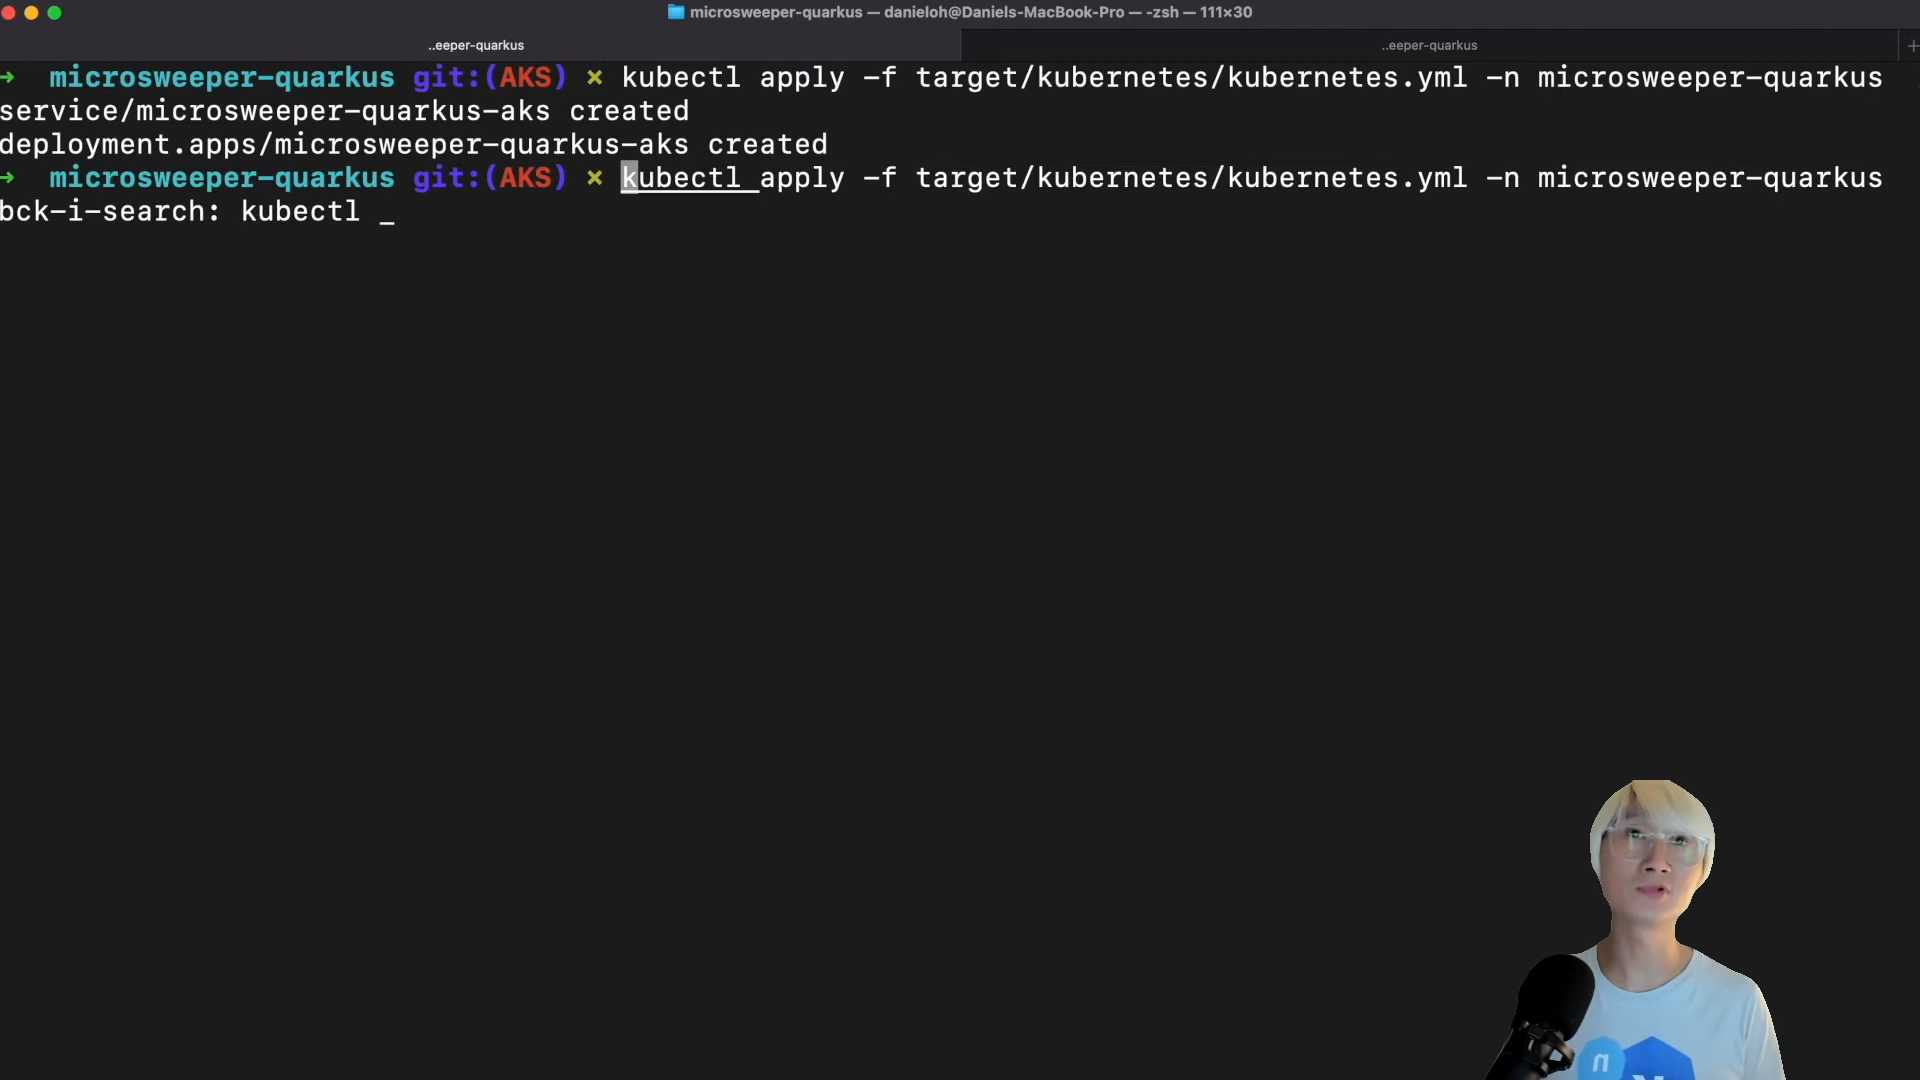 microsweeper-quarkus — danieloh@Daniels-MacBook-Pro — -zsh — 111×30
..eeper-quarkus
..eeper-quarkus
+
→ microsweeper-quarkus git:(AKS) × kubectl apply -f target/kubernetes/kubernetes.yml -n microsweeper-quarkus
service/microsweeper-quarkus-aks created
deployment.apps/microsweeper-quarkus-aks created
→ microsweeper-quarkus git:(AKS) × kubectl apply -f target/kubernetes/kubernetes.yml -n microsweeper-quarkus
bck-i-search: kubectl _
n